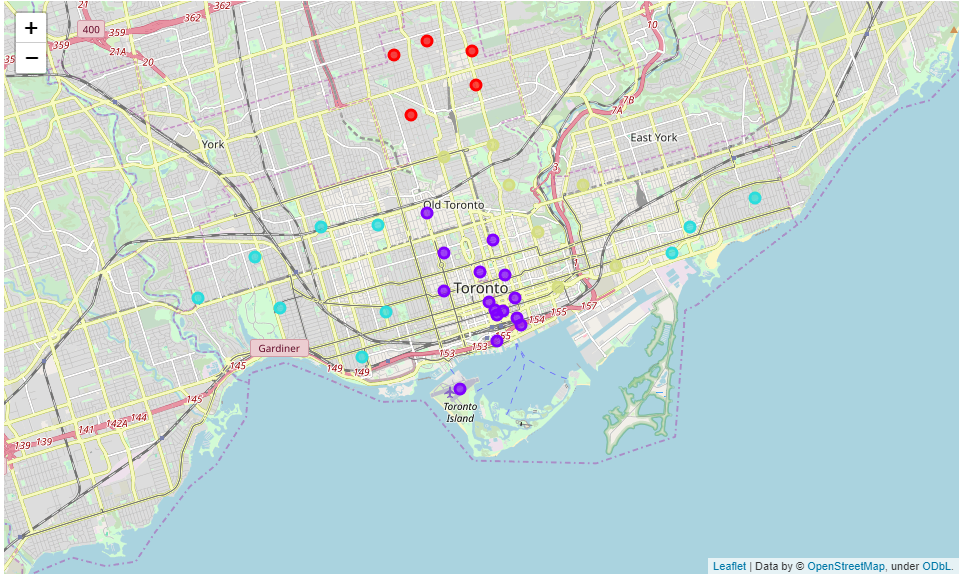 21
362
+
400
359
362
10
359
21A
35
−
20
7B
7A
York
East York
3
Old Toronto
Toronto
157
155
154
155
153
153
Gardiner
145
149
149
145
Toronto
Island
144
142A
141
139
139
Leaflet | Data by © OpenStreetMap, under ODbL.